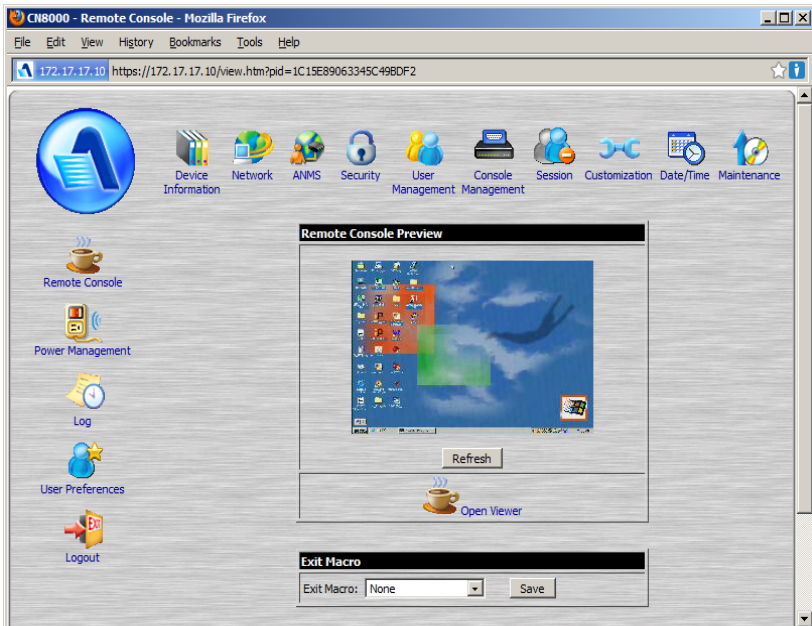 CN8000 - Remote Console - Mozilla Firefox
File Edit View History Bookmarks Tools Help
172.17.17.10 https://172.17.17.10/view.htm?pid=1C15E89063345C49BDF2
Device Information
Network
ANMS
Security
User Management
Console Management
Session
Customization
Date/Time
Maintenance
Remote Console
Power Management
Log
User Preferences
EXIT
Logout
Remote Console Preview
Refresh
Open Viewer
Exit Macro
Exit Macro: None Save